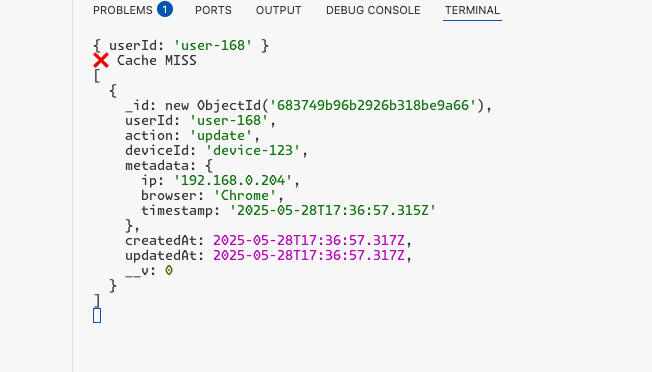 PROBLEMS 1 PORTS OUTPUT DEBUG CONSOLE TERMINAL
{ userId: 'user-168' }
❌ Cache MISS
[
  {
    _id: new ObjectId('683749b96b2926b318be9a66'),
    userId: 'user-168',
    action: 'update',
    deviceId: 'device-123',
    metadata: {
      ip: '192.168.0.204',
      browser: 'Chrome',
      timestamp: '2025-05-28T17:36:57.315Z'
    },
    createdAt: 2025-05-28T17:36:57.317Z,
    updatedAt: 2025-05-28T17:36:57.317Z,
    __v: 0
  }
]